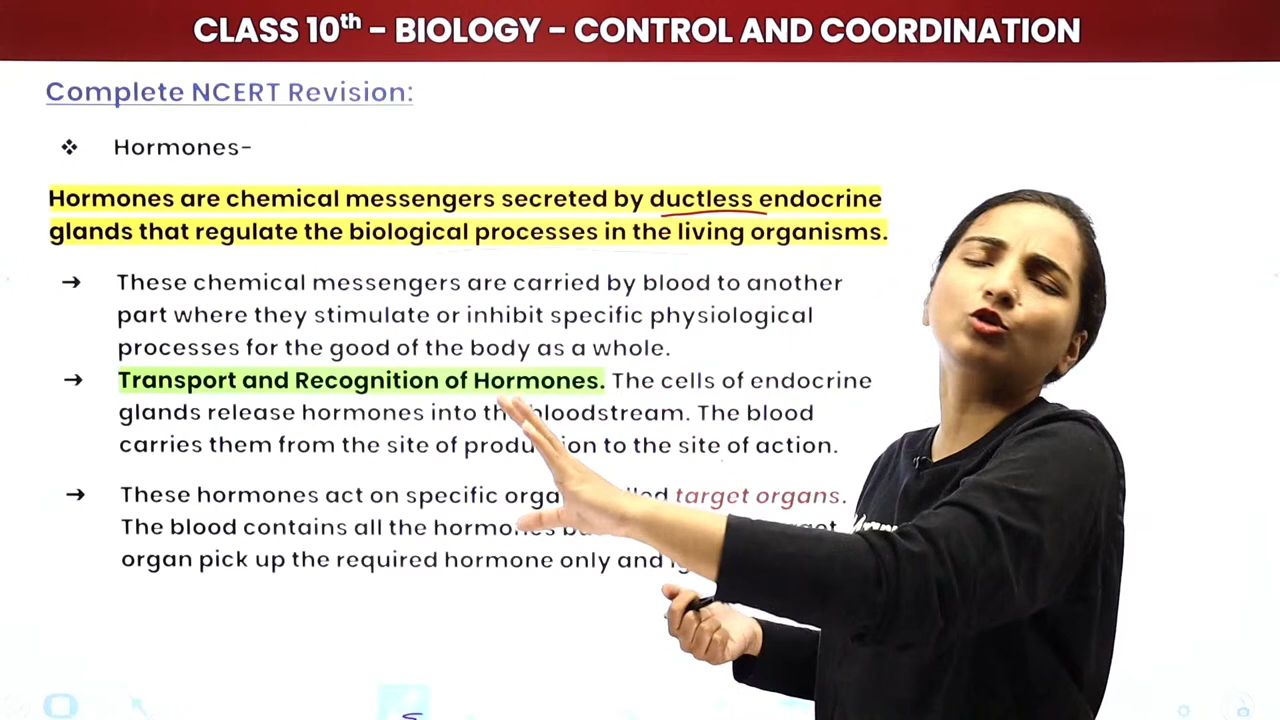 CLASS 10th - BIOLOGY - CONTROL AND COORDINATION
Complete NCERT Revision:
❖ Hormones-
Hormones are chemical messengers secreted by ductless endocrine
glands that regulate the biological processes in the living organisms.
→ These chemical messengers are carried by blood to another
part where they stimulate or inhibit specific physiological
processes for the good of the body as a whole.
→ Transport and Recognition of Hormones. The cells of endocrine
glands release hormones into the bloodstream. The blood
carries them from the site of production to the site of action.
→ These hormones act on specific target organs.
The blood contains all the
organ pick up the required hormone only and